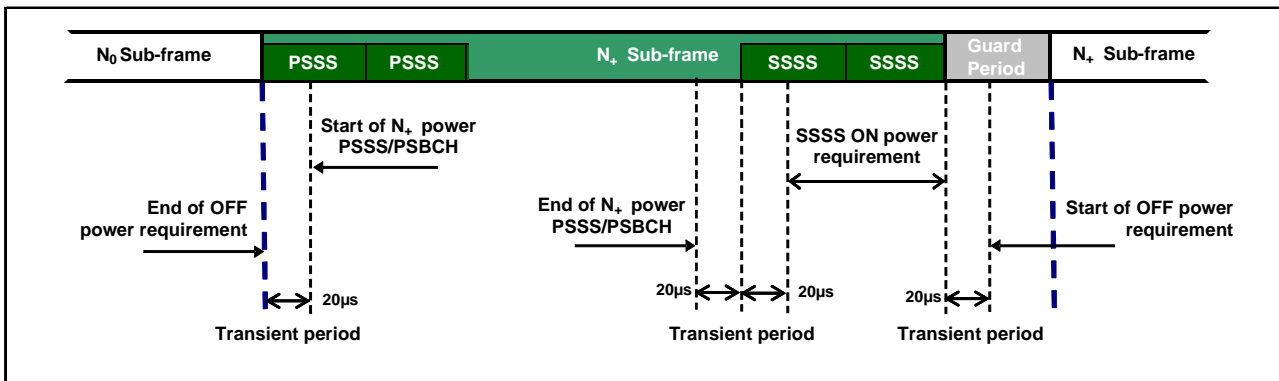 N₀ Sub-frame
PSSS
PSSS
N₊ Sub-frame
SSSS
SSSS
Guard
Period
N₊ Sub-frame
Start of N₊ power
PSSS/PSBCH
SSSS ON power
requirement
End of OFF
power requirement
End of N₊ power
PSSS/PSBCH
Start of OFF power
requirement
20µs
20µs
20µs
20µs
Transient period
Transient period
Transient period